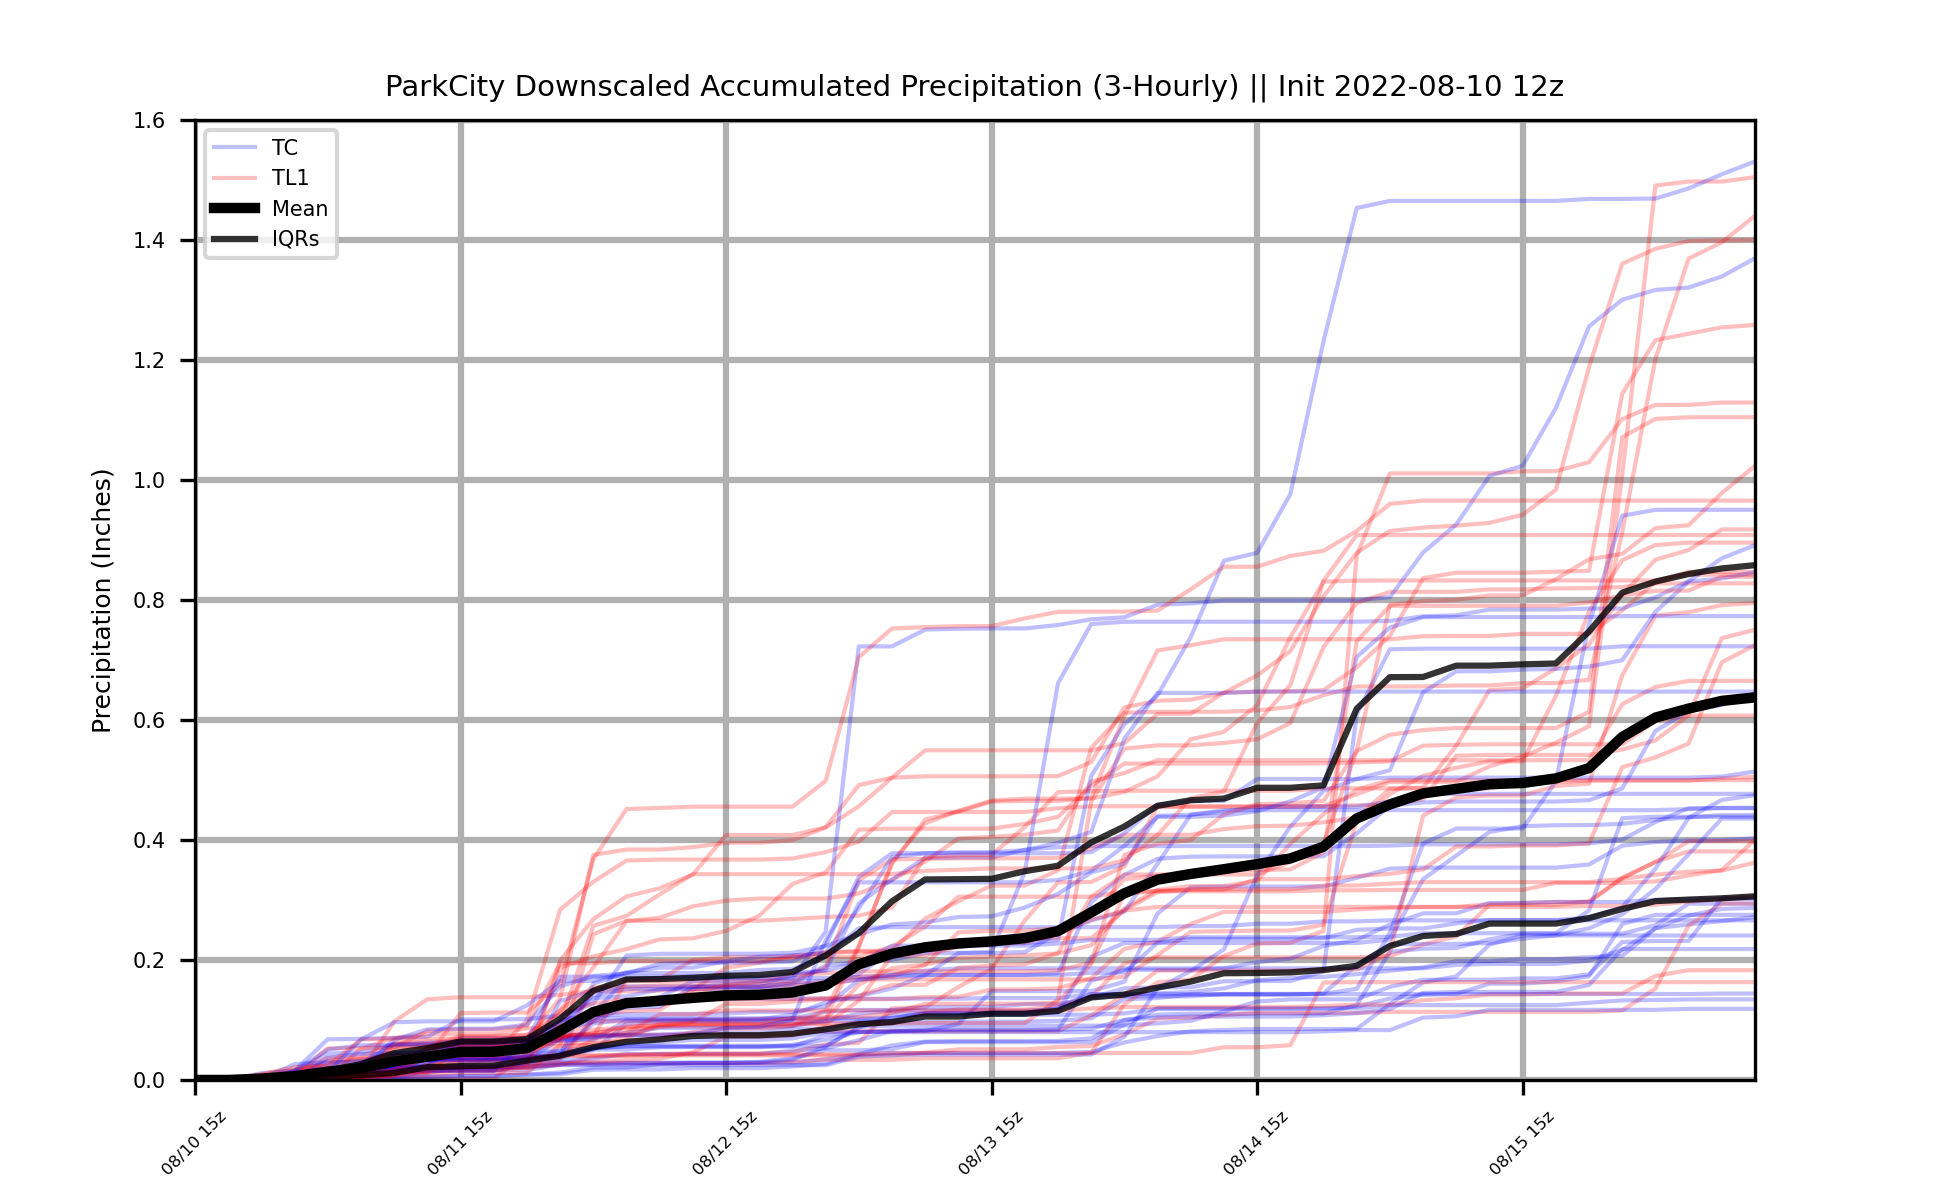 ParkCity Downscaled Accumulated Precipitation (3-Hourly) || Init 2022-08-10 12z
TC
TL1
Mean
IQRs
Precipitation (Inches)
1.6
1.4
1.2
1.0
0.8
0.6
0.4
0.2
0.0
08/10 15z
08/11 15z
08/12 15z
08/13 15z
08/14 15z
08/15 15z